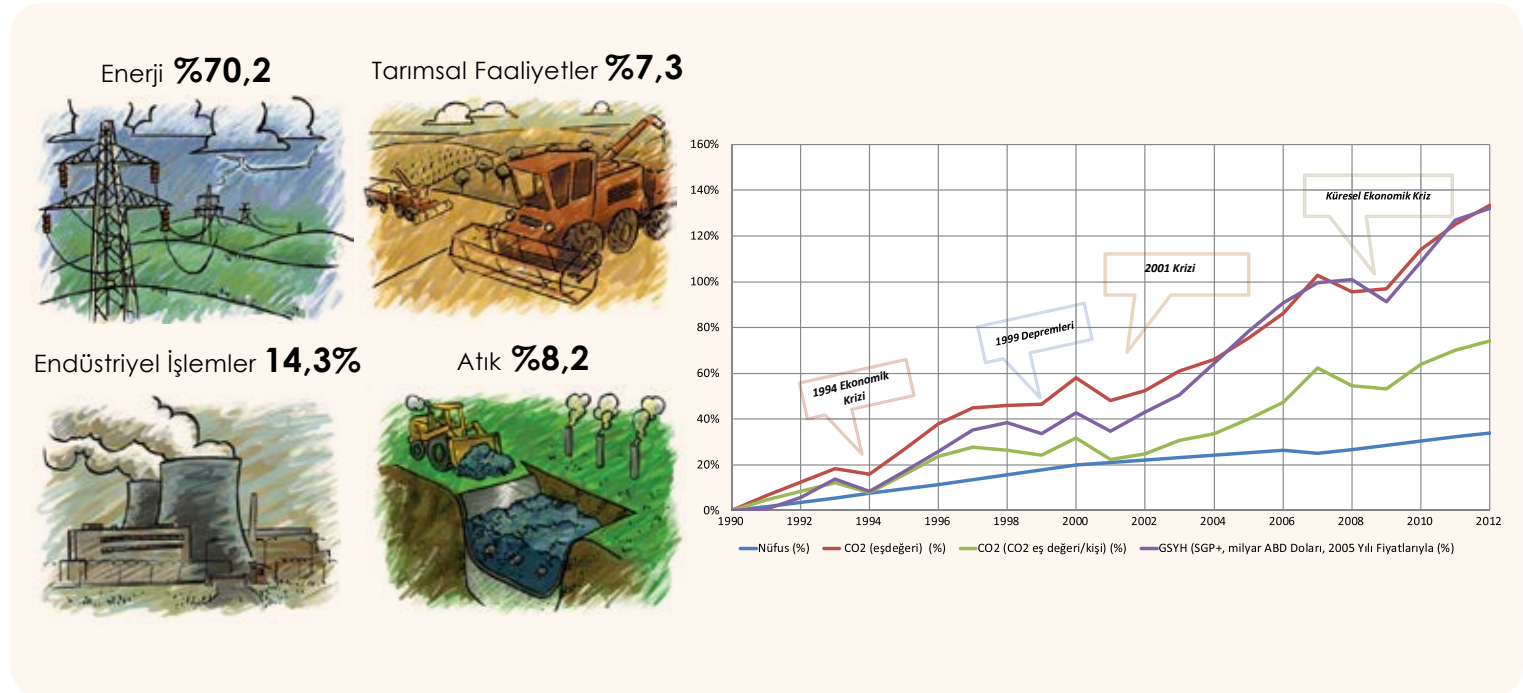 Enerji %70,2
Tarımsal Faaliyetler %7,3
Endüstriyel İşlemler 14,3%
Atık %8,2
160%
140%
120%
100%
80%
60%
40%
20%
0%
1990 1992 1994 1996 1998 2000 2002 2004 2006 2008 2010 2012
1994 Ekonomik
Krizi
1999 Depremleri
2001 Krizi
Küresel Ekonomik Kriz
Nüfus (%) CO2 (eşdeğeri) (%) CO2 (CO2 eş değeri/kişi) (%) GSYH (SGP+, milyar ABD Doları, 2005 Yılı Fiyatlarıyla (%)